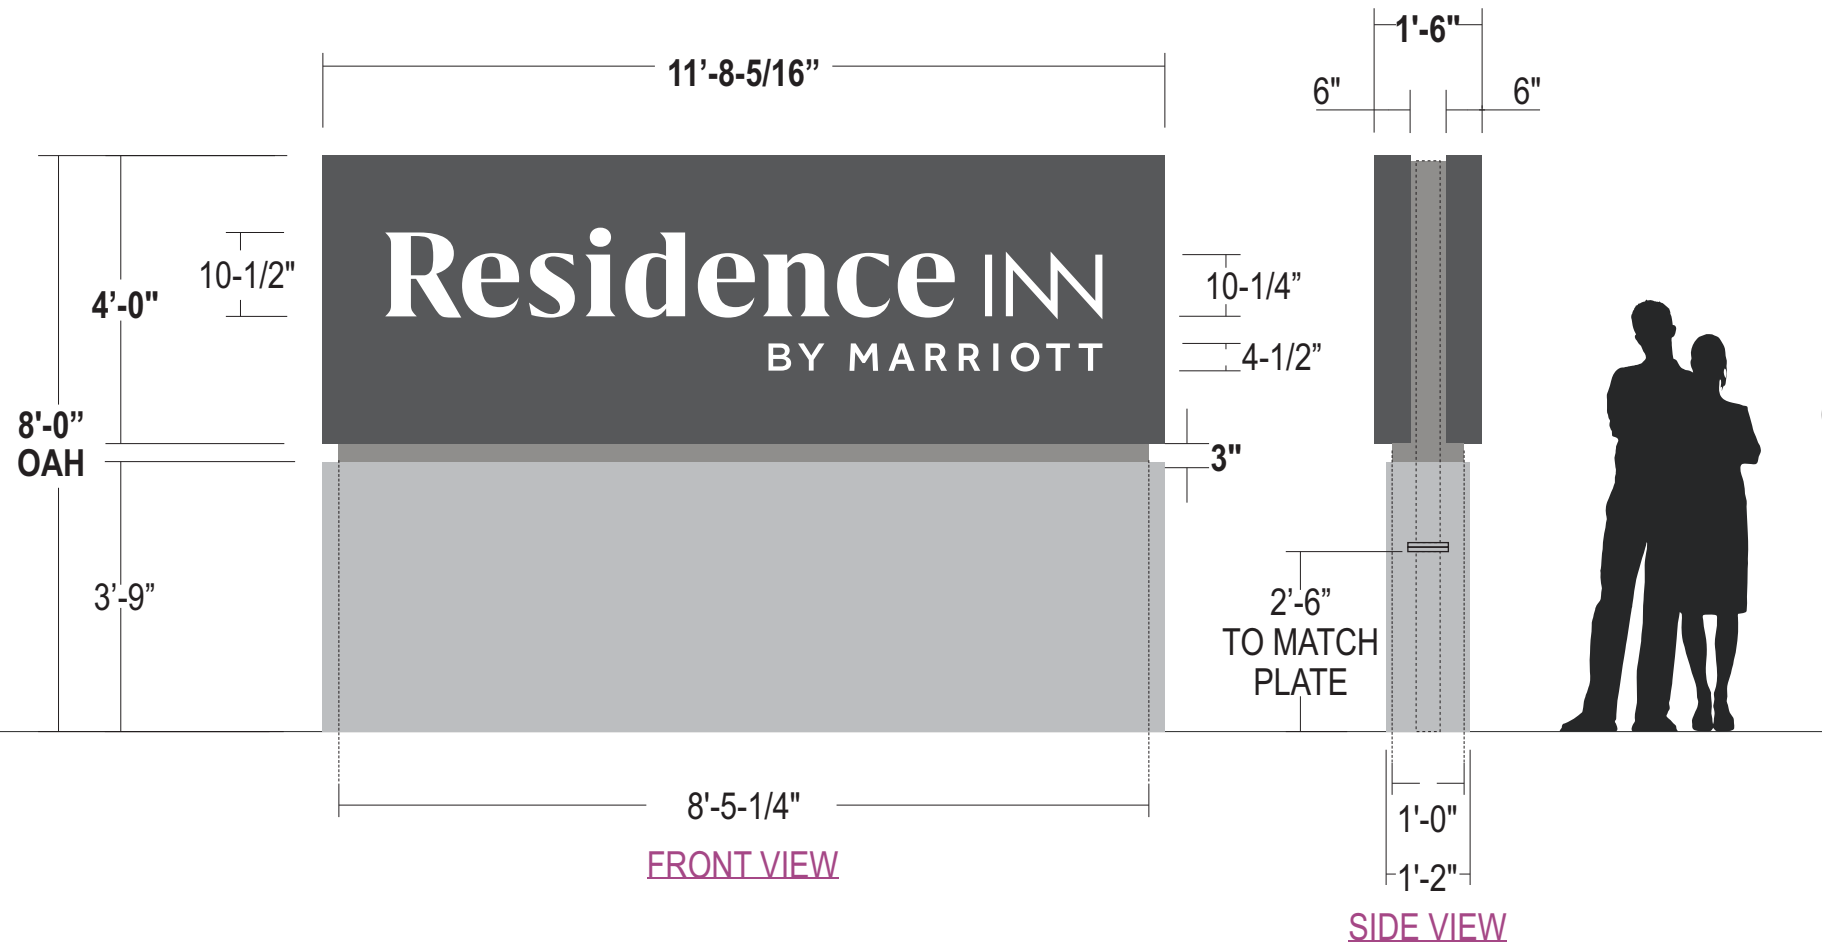 1'-6"
11’-8-5/16”
6"
6"
10-1/2"
4’-0"
Residence INN
BY MARRIOTT
10-1/4”
4-1/2”
8'-0”
OAH
3"
3’-9”
2’-6”
TO MATCH
PLATE
8'-5-1/4"
1'-0"
1'-2"
FRONT VIEW
SIDE VIEW